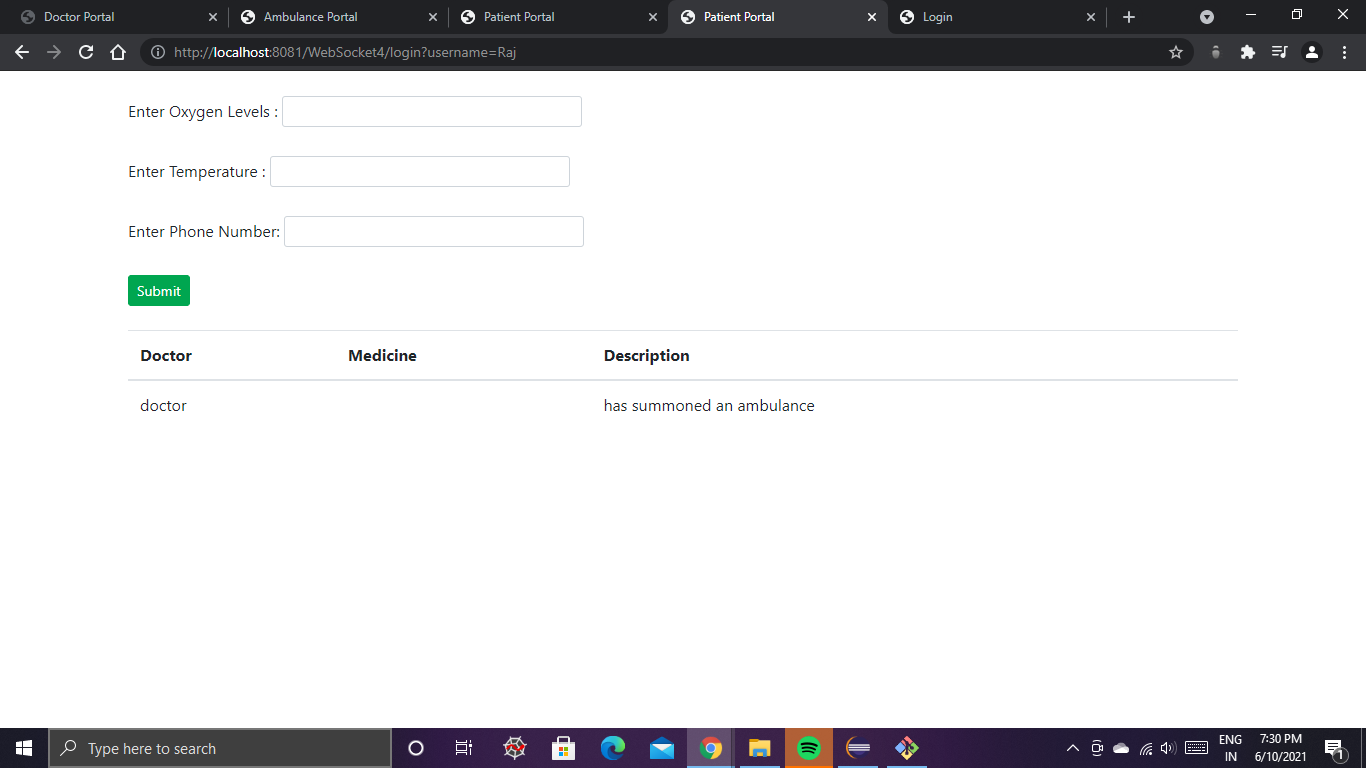 Doctor Portal Ambulance Portal Patient Portal Patient Portal Login
http://localhost:8081/WebSocket4/login?username=Raj
Enter Oxygen Levels :
Enter Temperature :
Enter Phone Number:
Submit
Doctor Medicine Description
doctor has summoned an ambulance
Type here to search
ENG 7:30 PM
IN 6/10/2021
1